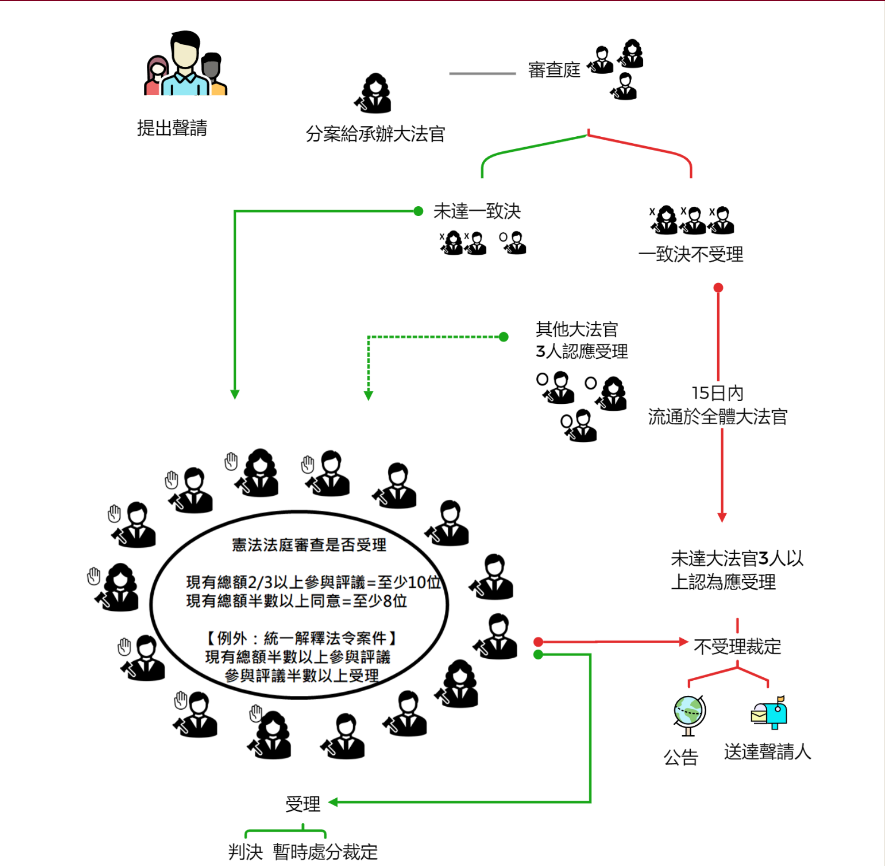 提出聲請
分案給承辦大法官
審查庭
未達一致決
x x o
x x x
一致決不受理
其他大法官
3人認應受理
15日內
流通於全體大法官
未達大法官3人以
上認為應受理
憲法法庭審查是否受理
現有總額2/3以上參與評議=至少10位
現有總額半數以上同意=至少8位
【例外：統一解釋法令案件】
現有總額半數以上參與評議
參與評議半數以上受理
不受理裁定
公告
送達聲請人
受理
判決 暫時處分裁定